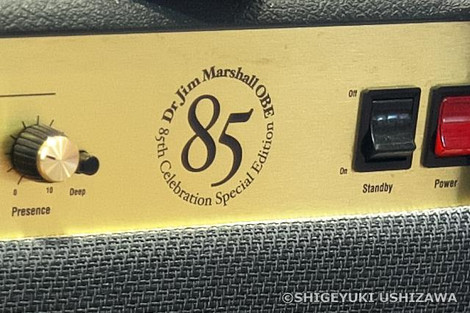 Dr Jim Marshall OBE
85
85th Celebration Special Edition
Off
On
Standby
Power
0
10
Deep
Presence
©SHIGEYUKI USHIZAWA